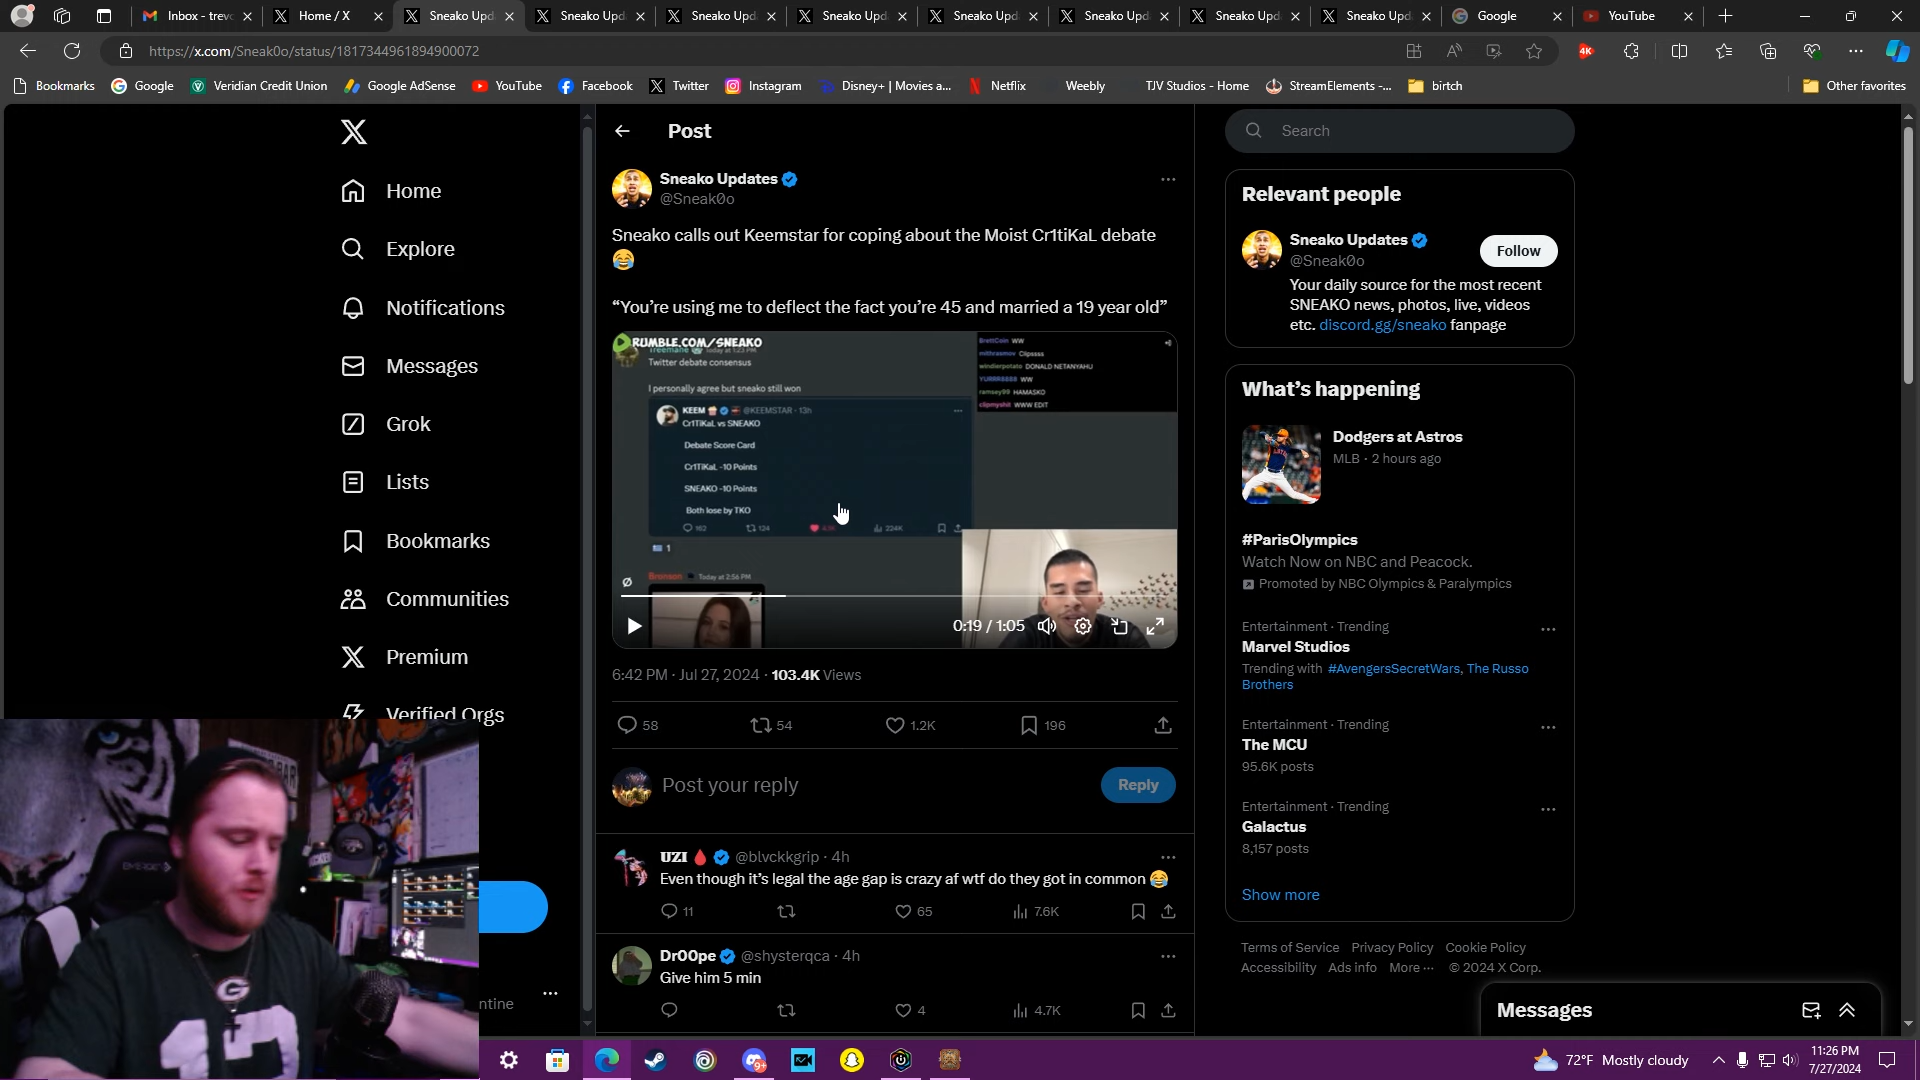 Inbox - trevo
Home / X
Sneako Upd
Sneako Upd
Sneako Upd
Sneako Upd
Sneako Upd
Sneako Upd
Sneako Upd
Sneako Upd
Google
YouTube
https://x.com/Sneak0o/status/1817344961894900072
4K
Bookmarks
Google
Veridian Credit Union
Google AdSense
YouTube
Facebook
Twitter
Instagram
Disney+ | Movies a...
Netflix
Weekly
TJV Studios - Home
StreamElements -...
birtch
Other favorites
Home
Explore
Notifications
Messages
Grok
Lists
Bookmarks
Communities
Premium
Verified Orgs
ntine
Post
Sneako Updates
@Sneak0o
Sneako calls out Keemstar for coping about the Moist Cr1tiKaL debate
😂
“You’re using me to deflect the fact you’re 45 and married a 19 year old”
RUMBLE.COM/SNEAKO
Today at 1:23 PM
Twitter debate consensus
I personally agree but sneako still won
KEEM @KEEMSTAR · 13h
Cr1TiKaL vs SNEAKO
Debate Score Card
Cr1TiKaL -10 Points
SNEAKO -10 Points
Both lose by TKO
162 124 224K
1
Bronson Today at 2:56 PM
BrettCoin WW
mithrasmov Clipssss
windierpotato DONALD NETANYAHU
YURRR8888 WW
ramsey99 HAMASKO
clipmyshit WWW EDIT
0:19 / 1:05
6:42 PM · Jul 27, 2024 · 103.4K Views
58 54 1.2K 196
Post your reply
Reply
UZI 🩸 @blvckkgrip · 4h
Even though it’s legal the age gap is crazy af wtf do they got in common 😂
11 65 7.6K
Dr00pe @shysterqca · 4h
Give him 5 min
4 4.7K
Search
Relevant people
Sneako Updates
@Sneak0o
Follow
Your daily source for the most recent
SNEAKO news, photos, live, videos
etc. discord.gg/sneako fanpage
What’s happening
Dodgers at Astros
MLB · 2 hours ago
#ParisOlympics
Watch Now on NBC and Peacock.
Promoted by NBC Olympics & Paralympics
Entertainment · Trending
Marvel Studios
Trending with #AvengersSecretWars, The Russo
Brothers
Entertainment · Trending
The MCU
95.6K posts
Entertainment · Trending
Galactus
8,157 posts
Show more
Terms of Service Privacy Policy Cookie Policy
Accessibility Ads info More ··· © 2024 X Corp.
Messages
72°F Mostly cloudy
11:26 PM
7/27/2024